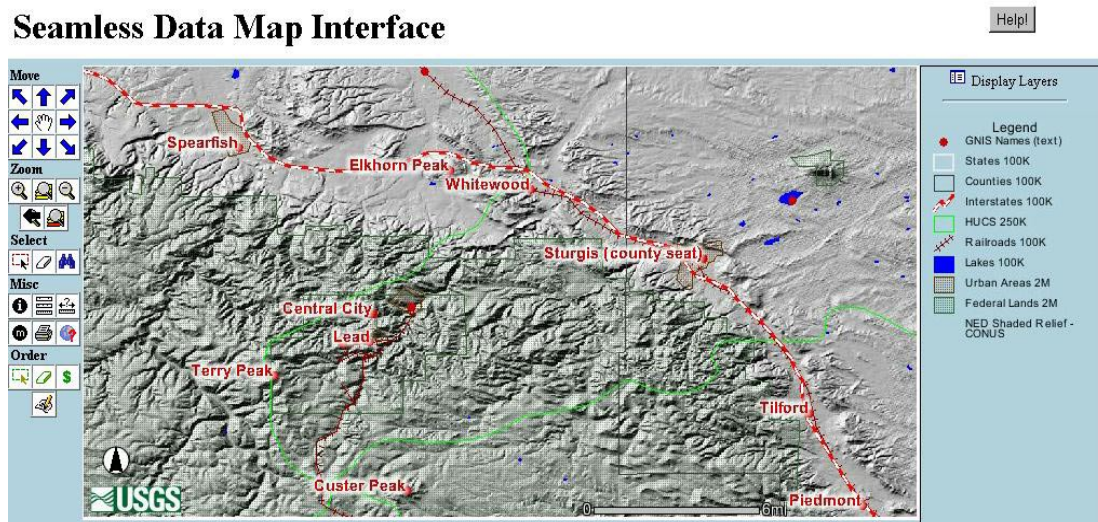 Seamless Data Map Interface
Help!
Move
Zoom
Select
Misc
m
Order
$
Spearfish
Elkhorn Peak
Whitewood
Sturgis (county seat)
Central City
Lead
Terry Peak
Tilford
Custer Peak
Piedmont
USGS
0 6mi
Display Layers
Legend
GNIS Names (text)
States 100K
Counties 100K
Interstates 100K
HUCS 250K
Railroads 100K
Lakes 100K
Urban Areas 2M
Federal Lands 2M
NED Shaded Relief -
CONUS